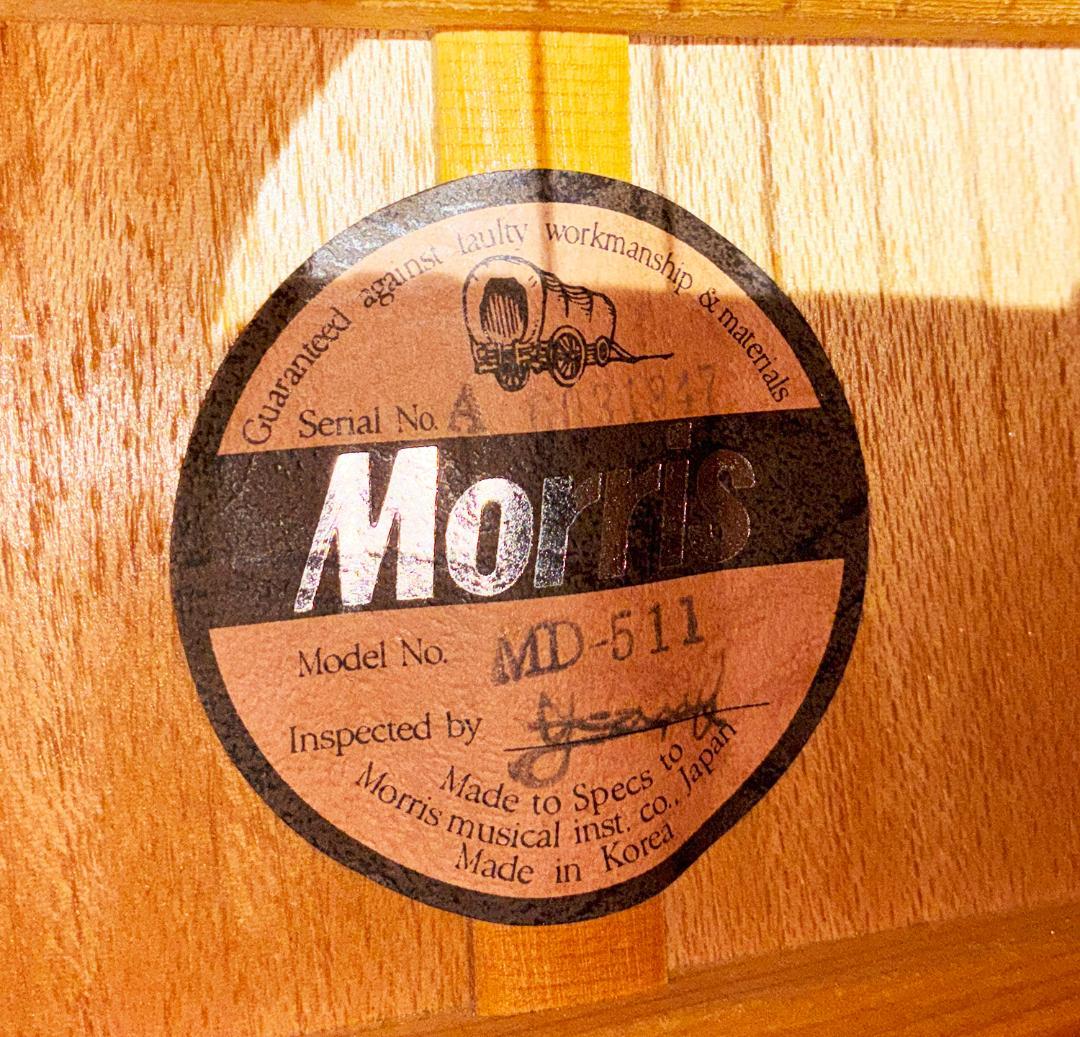 Guaranteed against faulty workmanship & materials
Serial No. A
Morris
Model No. MD-511
Inspected by
Made to Specs to
Morris musical inst. co., Japan
Made in Korea